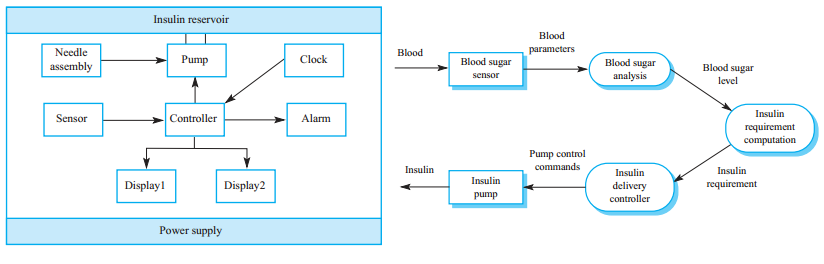 Insulin reservoir
Needle
assembly
Pump
Clock
Sensor
Controller
Alarm
Display1
Display2
Power supply
Blood
Blood sugar
sensor
Blood
parameters
Blood sugar
analysis
Blood sugar
level
Insulin
requirement
computation
Insulin
requirement
Insulin
delivery
controller
Pump control
commands
Insulin
pump
Insulin